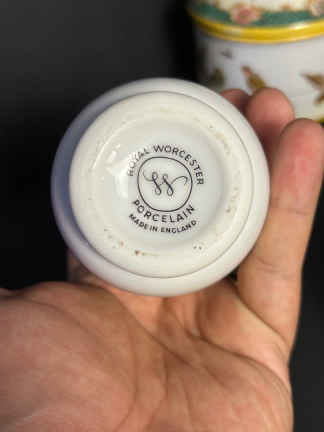 ROYAL WORCESTER
PORCELAIN
MADE IN ENGLAND